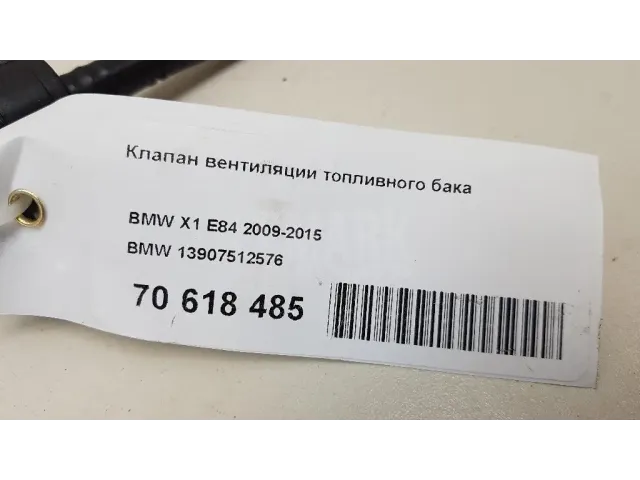 Клапан вентиляции топливного бака
BMW X1 E84 2009-2015
BMW 13907512576
70 618 485